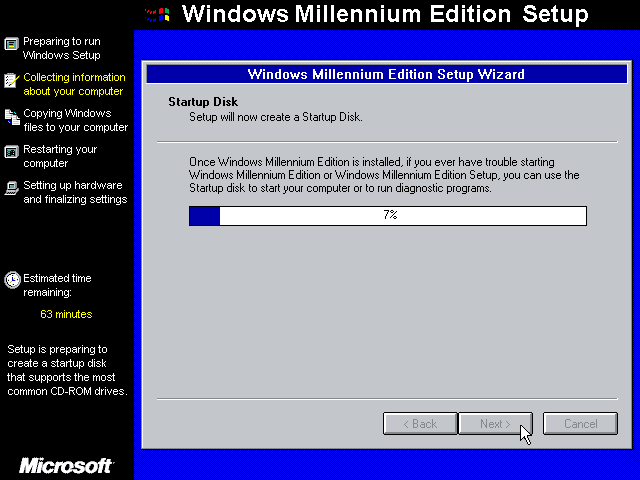 Windows Millennium Edition Setup
Preparing to run
Windows Setup
Collecting information
about your computer
Copying Windows
files to your computer
Restarting your
computer
Setting up hardware
and finalizing settings
Estimated time
remaining:
63 minutes
Setup is preparing to
create a startup disk
that supports the most
common CD-ROM drives.
Microsoft
Windows Millennium Edition Setup Wizard
Startup Disk
Setup will now create a Startup Disk.
Once Windows Millennium Edition is installed, if you ever have trouble starting
Windows Millennium Edition or Windows Millennium Edition Setup, you can use the
Startup disk to start your computer or to run diagnostic programs.
7%
< Back Next > Cancel